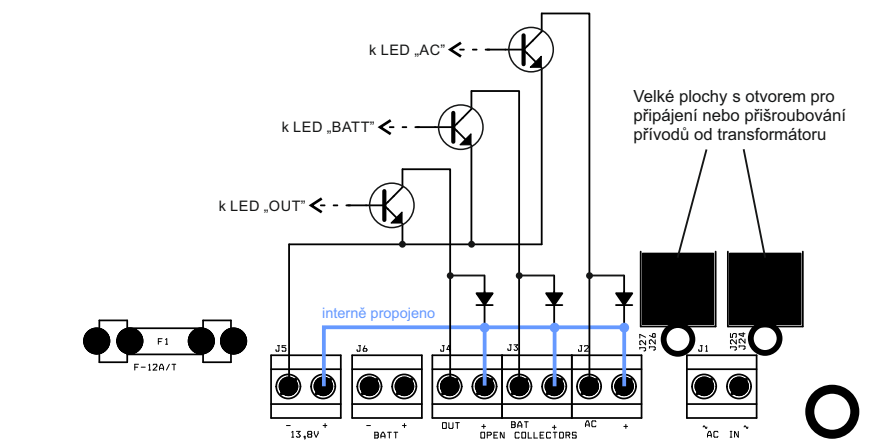 k LED „AC"
k LED „BATT"
k LED „OUT"
Velké plochy s otvorem pro
připájení nebo přišroubování
přívodů od transformátoru
interně propojeno
F1
F-12A/T
J5
J6
J4
J3
J2
J27
J26
J25
J24
J1
- +
13,8V
- +
BATT
OUT +
BAT +
AC +
OPEN COLLECTORS
~ ~
AC IN